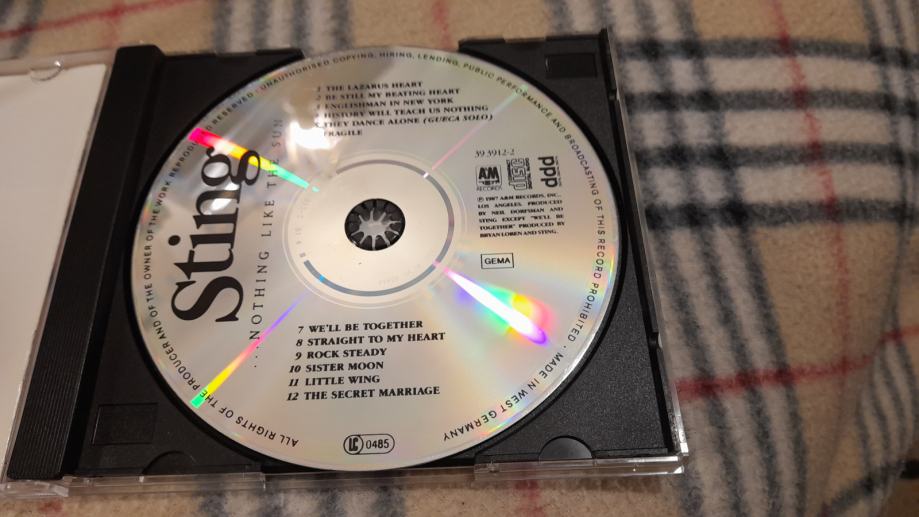 Sting
...NOTHING LIKE THE SUN
1 THE LAZARUS HEART
2 BE STILL MY BEATING HEART
ENGLISHMAN IN NEW YORK
HISTORY WILL TEACH US NOTHING
THEY DANCE ALONE (GUECA SOLO)
FRAGILE
39 3912-2
A&M
RECORDS
COMPACT
disc
DIGITAL AUDIO
DDD
℗ 1987 A&M RECORDS, INC.,
LOS ANGELES. PRODUCED
BY NEIL DORFSMAN AND
STING EXCEPT "WE'LL BE
TOGETHER" PRODUCED BY
BRYAN LOREN AND STING.
GEMA
7 WE'LL BE TOGETHER
8 STRAIGHT TO MY HEART
9 ROCK STEADY
10 SISTER MOON
11 LITTLE WING
12 THE SECRET MARRIAGE
LC 0485
ALL RIGHTS OF THE PRODUCER AND OF THE OWNER OF THE WORK REPRODUCED RESERVED · UNAUTHORISED COPYING, HIRING, LENDING, PUBLIC PERFORMANCE AND BROADCASTING OF THIS RECORD PROHIBITED · MADE IN WEST GERMANY